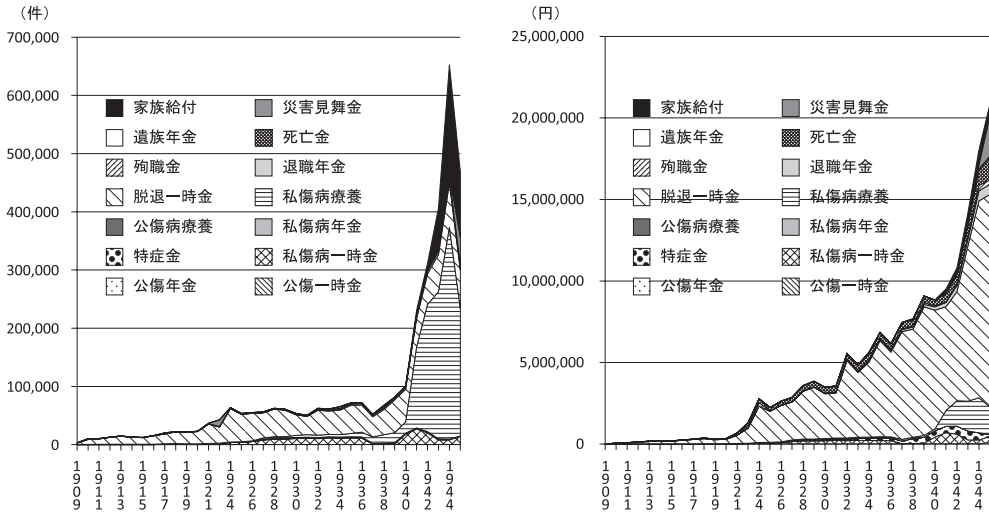 （件）
700,000
600,000
500,000
400,000
300,000
200,000
100,000
0
家族給付 災害見舞金
遺族年金 死亡金
殉職金 退職年金
脱退一時金 私傷病療養
公傷病療養 私傷病年金
特症金 私傷病一時金
公傷年金 公傷一時金
1909 1911 1913 1915 1917 1919 1921 1924 1926 1928 1930 1932 1934 1936 1938 1940 1942 1944
（円）
25,000,000
20,000,000
15,000,000
10,000,000
5,000,000
0
家族給付 災害見舞金
遺族年金 死亡金
殉職金 退職年金
脱退一時金 私傷病療養
公傷病療養 私傷病年金
特症金 私傷病一時金
公傷年金 公傷一時金
1909 1911 1913 1915 1917 1919 1921 1924 1926 1928 1930 1932 1934 1936 1938 1940 1942 1944